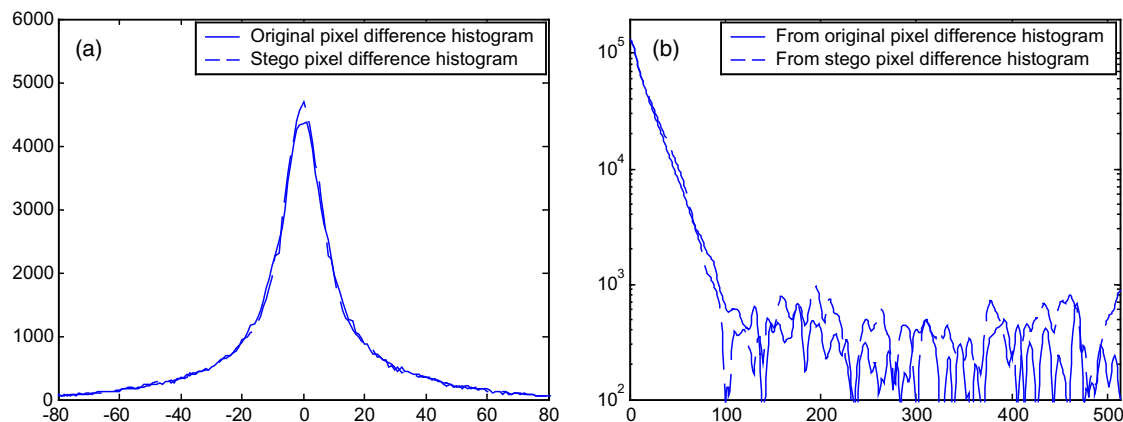 (a)
Original pixel difference histogram
Stego pixel difference histogram
6000
5000
4000
3000
2000
1000
0
-80 -60 -40 -20 0 20 40 60 80
(b)
From original pixel difference histogram
From stego pixel difference histogram
10^5
10^4
10^3
10^2
0 100 200 300 400 500